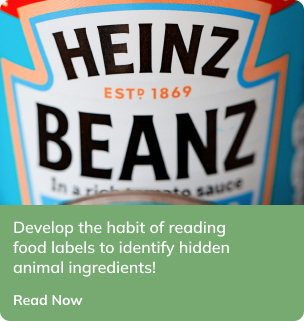 HEINZ
ESTD 1869
BEANZ
In a rich tomato sauce
Develop the habit of reading
food labels to identify hidden
animal ingredients!
Read Now